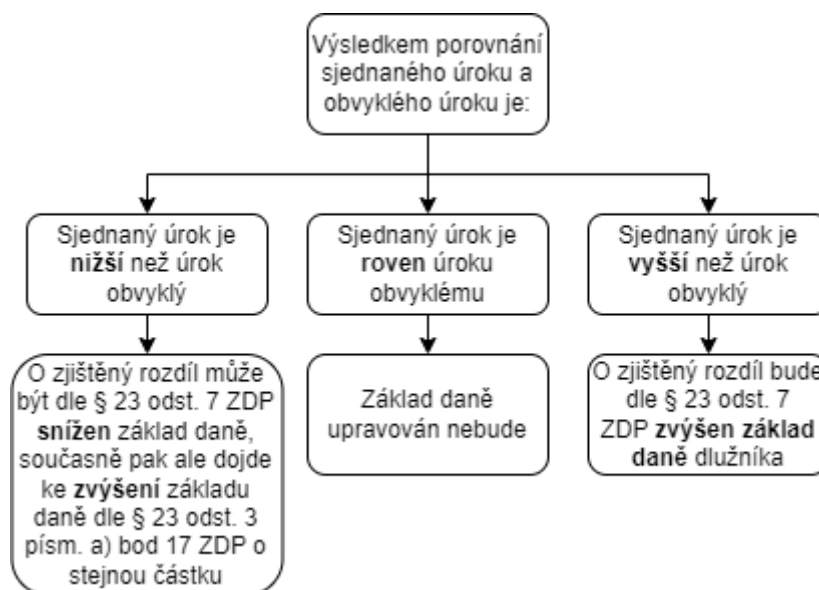 Výsledkem porovnání
sjednaného úroku a
obvyklého úroku je:
Sjednaný úrok je
nižší než úrok
obvyklý
Sjednaný úrok je
roven úroku
obvyklému
Sjednaný úrok je
vyšší než úrok
obvyklý
O zjištěný rozdíl může
být dle § 23 odst. 7 ZDP
snížen základ daně,
současně pak ale dojde
ke zvýšení základu
daně dle § 23 odst. 3
písm. a) bod 17 ZDP o
stejnou částku
Základ daně
upravován nebude
O zjištěný rozdíl bude
dle § 23 odst. 7
ZDP zvýšen základ
daně dlužníka